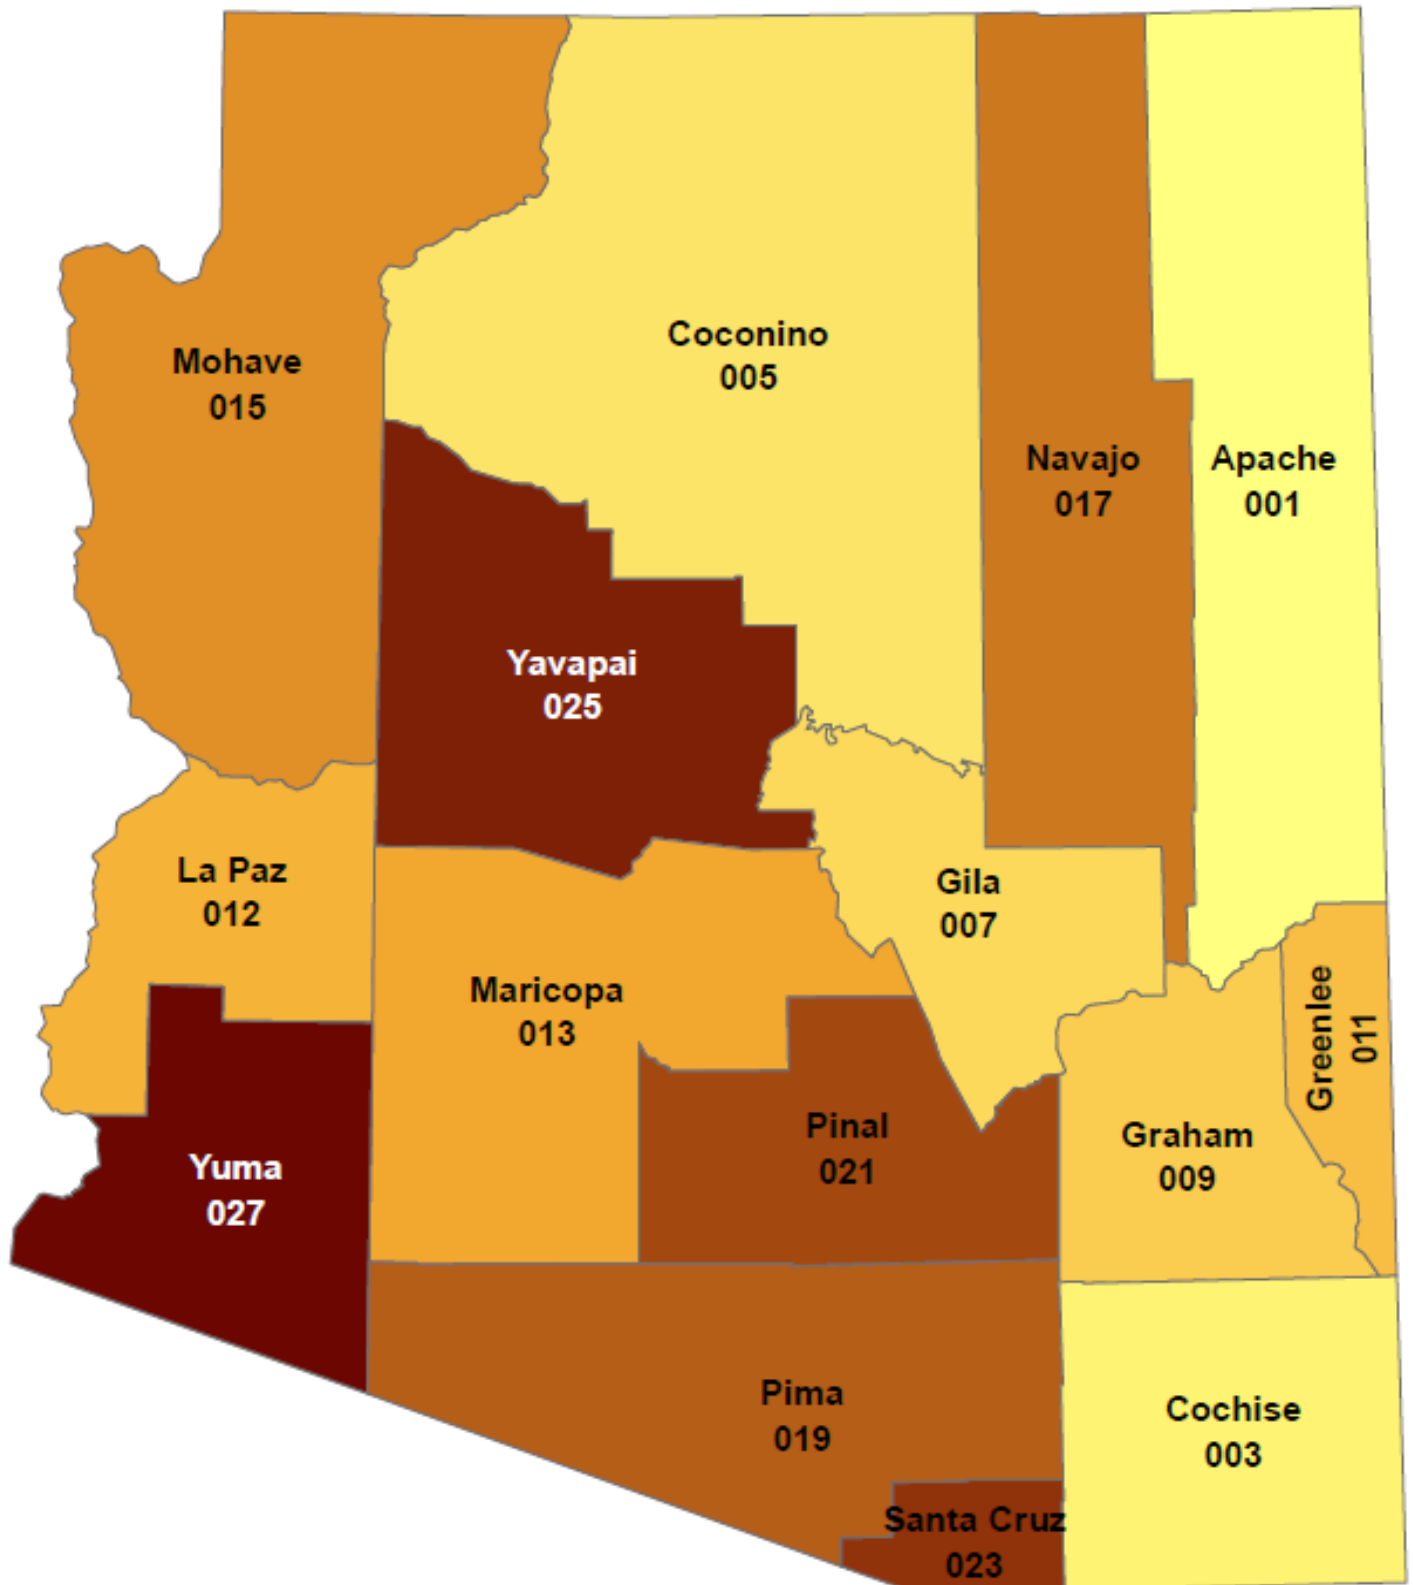 Coconino
005
Mohave
015
Navajo
017
Apache
001
Yavapai
025
La Paz
012
Gila
007
Maricopa
013
Greenlee
011
Pinal
021
Graham
009
Yuma
027
Pima
019
Cochise
003
Santa Cruz
023